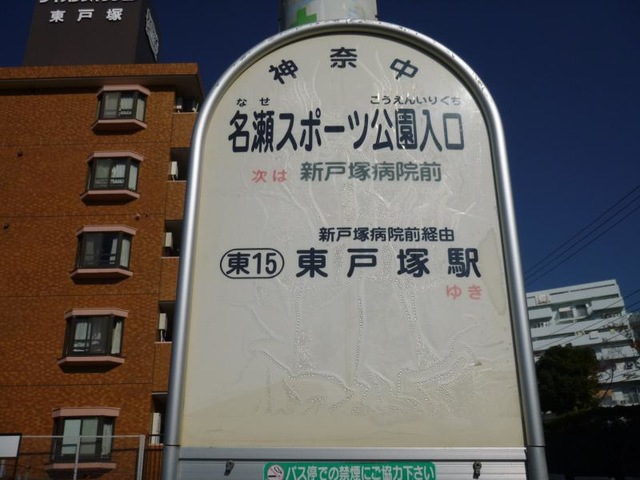 東戸塚
神奈中
なぜ こうえんいりぐち
名瀬スポーツ公園入口
次は 新戸塚病院前
新戸塚病院前経由
東15 東戸塚駅
ゆき
バス停での禁煙にご協力下さい